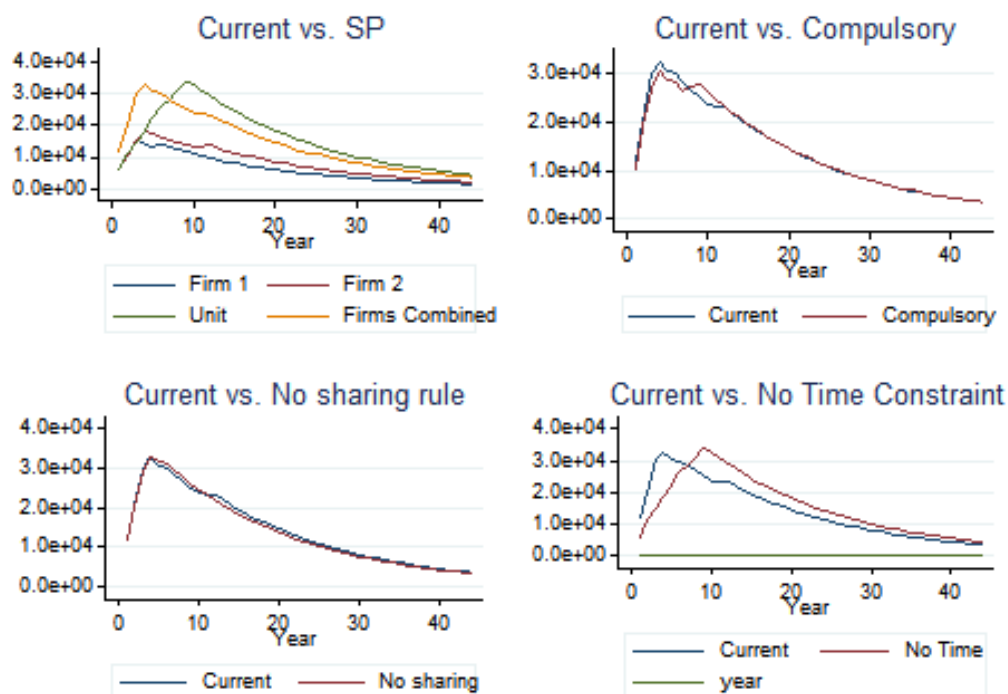 Current vs. SP
4.0e+04
3.0e+04
2.0e+04
1.0e+04
0.0e+00
0 10 20 30 40
Year
Firm 1 Firm 2
Unit Firms Combined
Current vs. Compulsory
3.0e+04
2.0e+04
1.0e+04
0.0e+00
0 10 20 30 40
Year
Current Compulsory
Current vs. No sharing rule
4.0e+04
3.0e+04
2.0e+04
1.0e+04
0.0e+00
0 10 20 30 40
Year
Current No sharing
Current vs. No Time Constraint
4.0e+04
3.0e+04
2.0e+04
1.0e+04
0.0e+00
0 10 20 30 40
Year
Current No Time
year